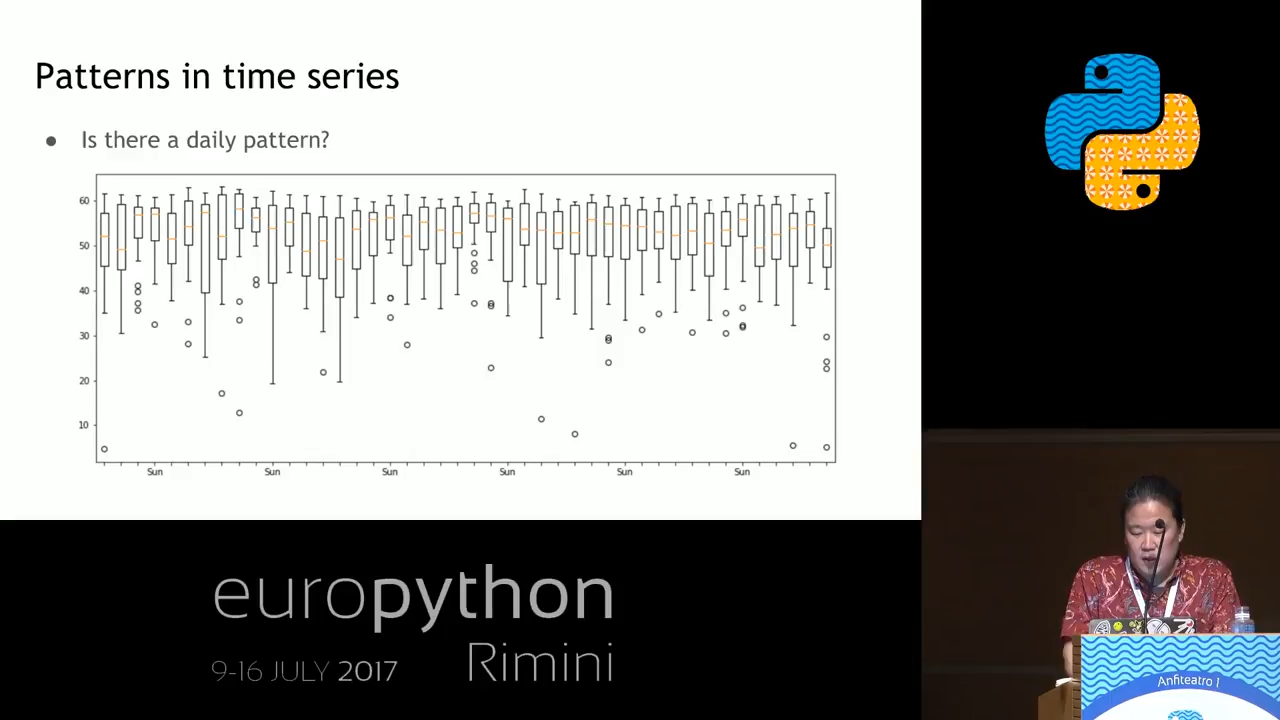 Patterns in time series
● Is there a daily pattern?
60
50
40
30
20
10
Sun Sun Sun Sun Sun Sun
europython
Rimini
9-16 JULY 2017
Anfiteatro 1